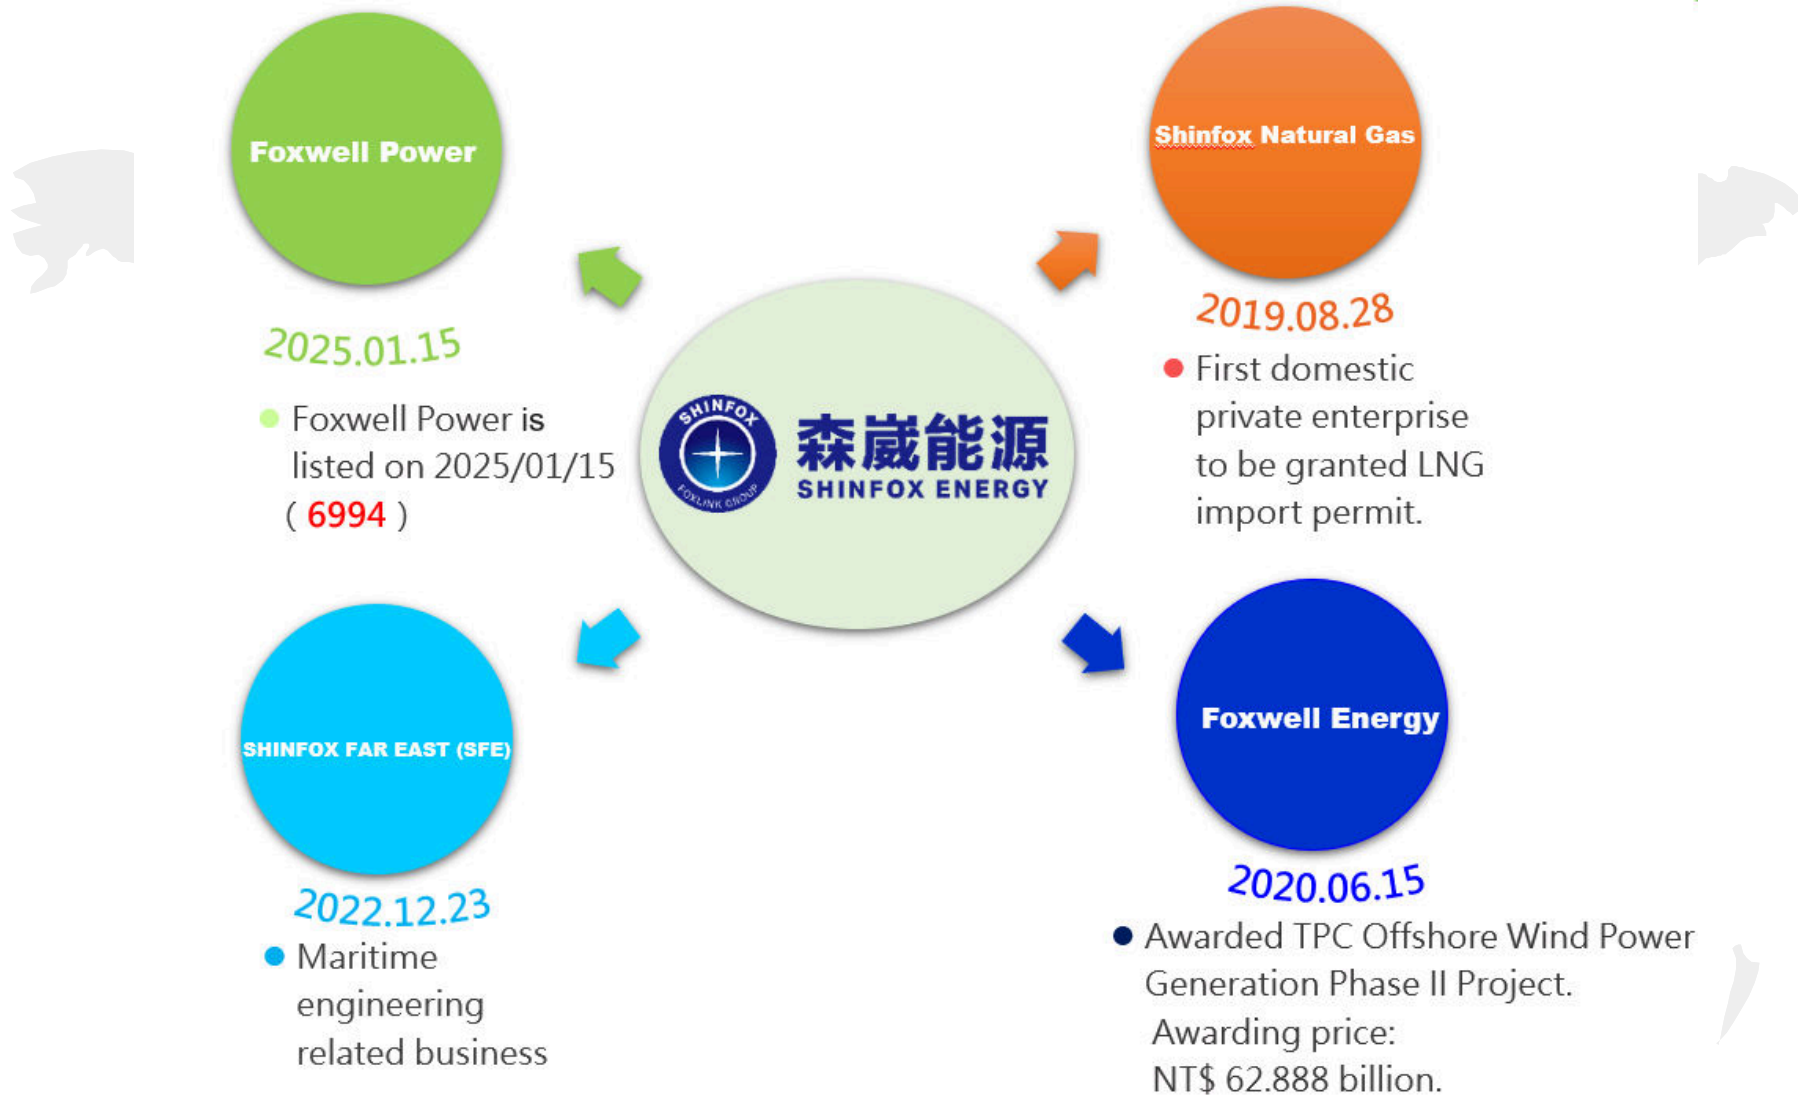 Foxwell Power
2025.01.15
Foxwell Power is
listed on 2025/01/15
( 6994 )
Shinfox Natural Gas
2019.08.28
First domestic
private enterprise
to be granted LNG
import permit.
SHINFOX
FOXLINK GROUP
森崴能源
SHINFOX ENERGY
SHINFOX FAR EAST (SFE)
2022.12.23
Maritime
engineering
related business
Foxwell Energy
2020.06.15
Awarded TPC Offshore Wind Power
Generation Phase II Project.
Awarding price:
NT$ 62.888 billion.